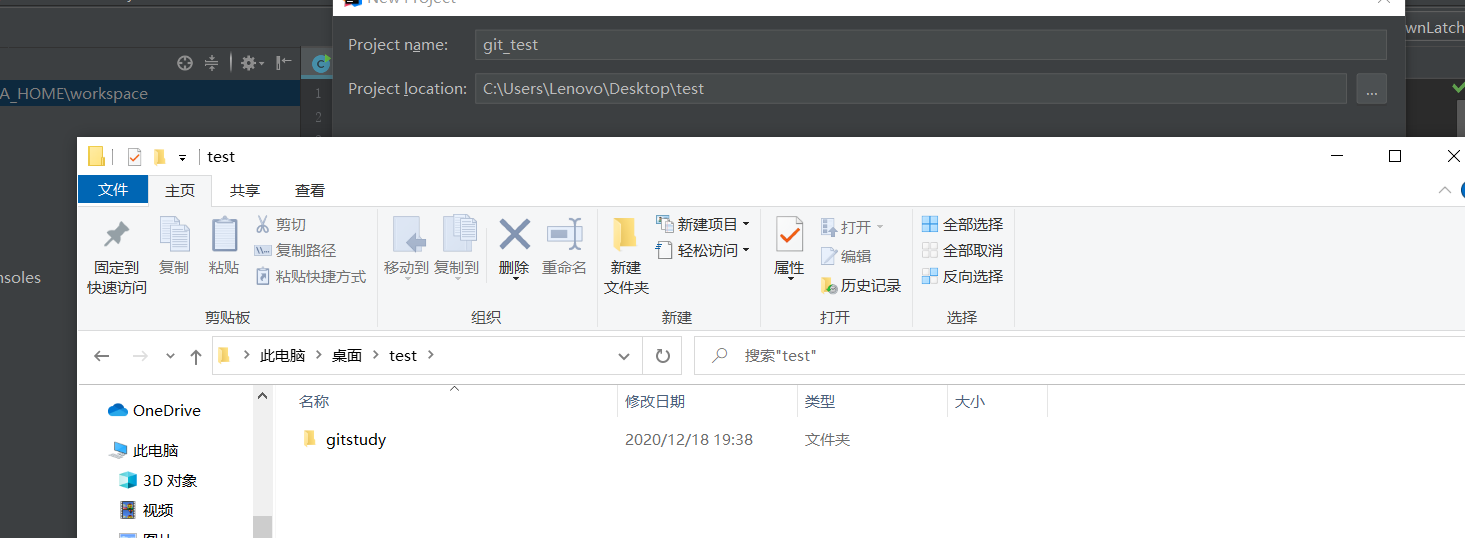 New Project
wnLatch
Project name:
git_test
Project location:
C:\Users\Lenovo\Desktop\test
...
A_HOME\workspace
1
2
nsoles
test
文件
主页
共享
查看
固定到
快速访问
复制
粘贴
剪切
复制路径
粘贴快捷方式
剪贴板
移动到
复制到
删除
重命名
组织
新建
文件夹
新建项目
轻松访问
新建
属性
打开
编辑
历史记录
打开
全部选择
全部取消
反向选择
选择
此电脑
桌面
test
搜索"test"
OneDrive
此电脑
3D 对象
视频
图片
名称
修改日期
类型
大小
gitstudy
2020/12/18 19:38
文件夹